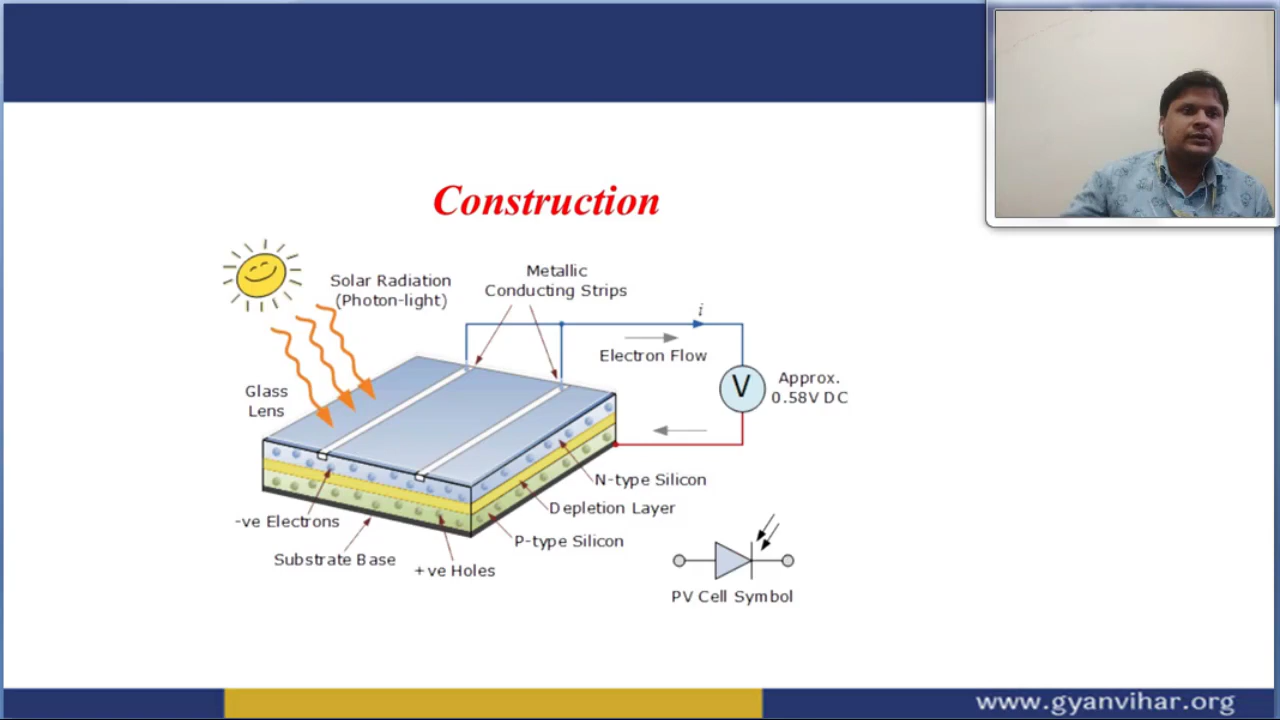 Construction
Solar Radiation
(Photon-light)
Metallic
Conducting Strips
i
Electron Flow
V
Approx.
0.58V DC
Glass
Lens
N-type Silicon
Depletion Layer
P-type Silicon
-ve Electrons
Substrate Base
+ve Holes
PV Cell Symbol
www.gyanvihar.org